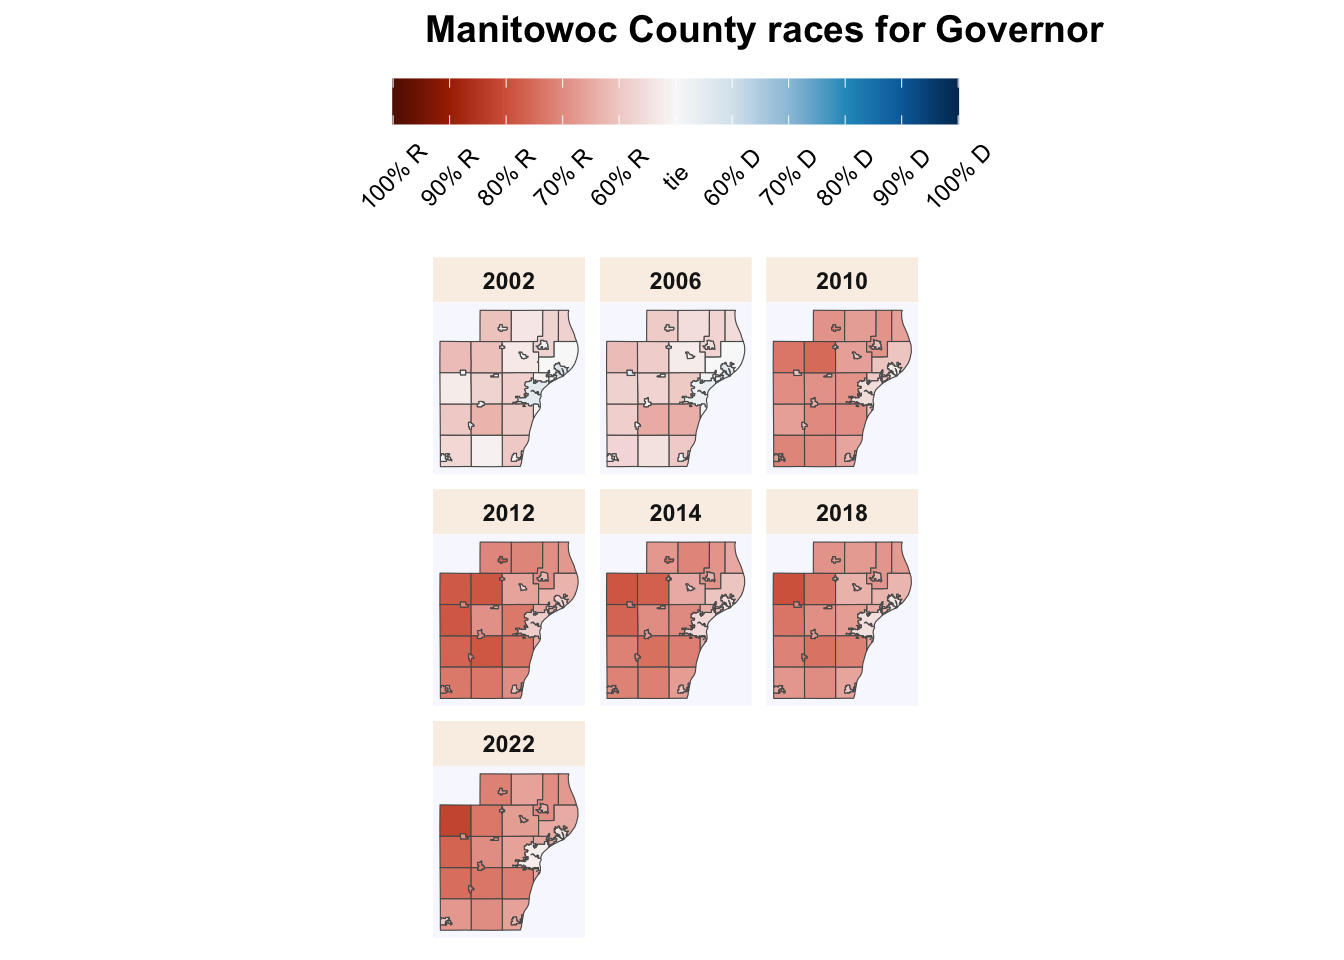 Manitowoc County races for Governor
100% R
90% R
80% R
70% R
60% R
tie
60% D
70% D
80% D
90% D
100% D
2002
2006
2010
2012
2014
2018
2022